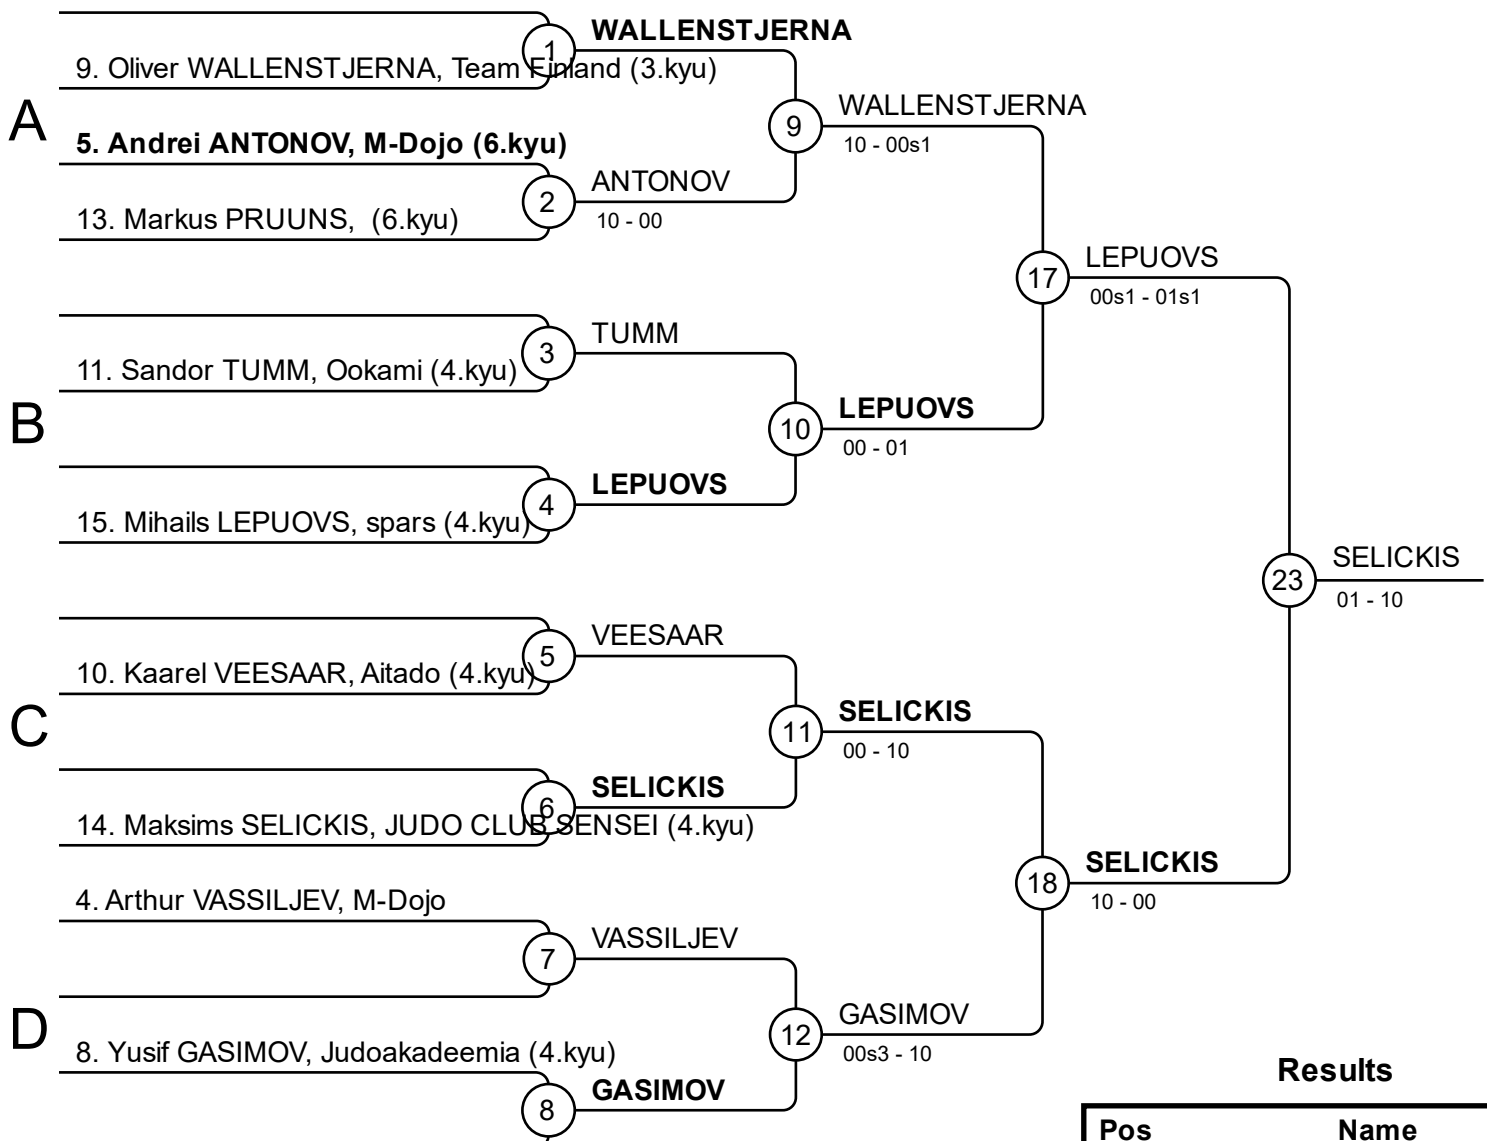 WALLENSTJERNA
1
9. Oliver WALLENSTJERNA, Team Finland (3.kyu)
WALLENSTJERNA
A
9
10 - 00s1
5. Andrei ANTONOV, M-Dojo (6.kyu)
ANTONOV
2
13. Markus PRUUNS, (6.kyu)
10 - 00
LEPUOVS
17
00s1 - 01s1
TUMM
3
11. Sandor TUMM, Ookami (4.kyu)
LEPUOVS
B
10
00 - 01
LEPUOVS
4
15. Mihails LEPUOVS, spars (4.kyu)
SELICKIS
23
01 - 10
VEESAAR
5
10. Kaarel VEESAAR, Aitado (4.kyu)
SELICKIS
C
11
00 - 10
SELICKIS
6
14. Maksims SELICKIS, JUDO CLUB SENSEI (4.kyu)
SELICKIS
18
10 - 00
4. Arthur VASSILJEV, M-Dojo
VASSILJEV
7
GASIMOV
D
12
00s3 - 10
8. Yusif GASIMOV, Judoakadeemia (4.kyu)
GASIMOV
8
Results
Pos Name